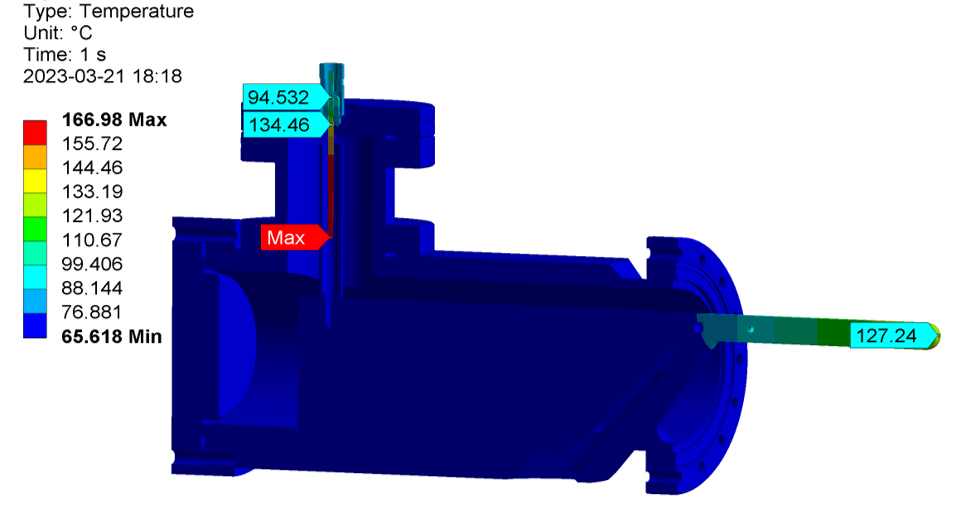 Type: Temperature
Unit: °C
Time: 1 s
2023-03-21 18:18
166.98 Max
155.72
144.46
133.19
121.93
110.67
99.406
88.144
76.881
65.618 Min
94.532
134.46
Max
127.24